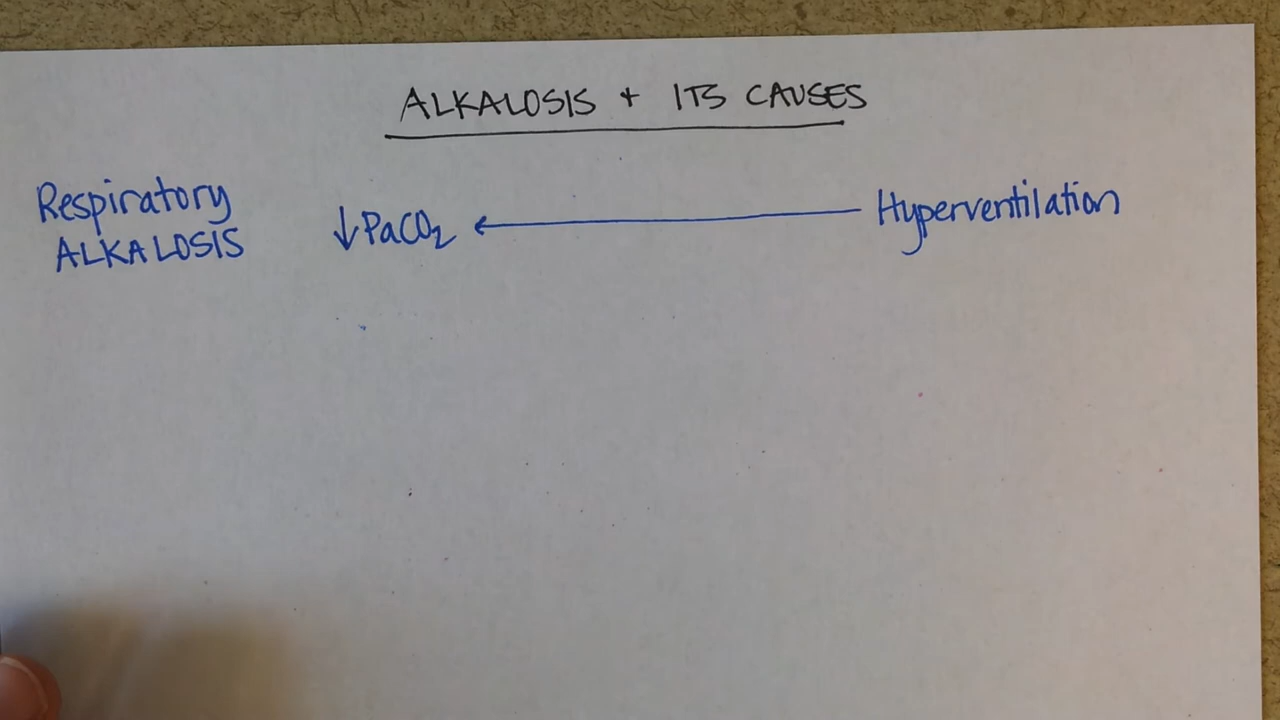 ALKALOSIS + ITS CAUSES
Respiratory
ALKALOSIS
↓PaCO₂ ← Hyperventilation